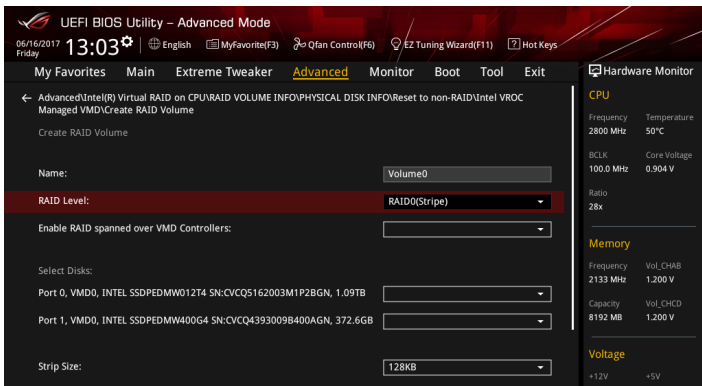 UEFI BIOS Utility – Advanced Mode
06/16/2017 Friday 13:03 English MyFavorite(F3) Qfan Control(F6) EZ Tuning Wizard(F11) ? Hot Keys
My Favorites Main Extreme Tweaker Advanced Monitor Boot Tool Exit
Hardware Monitor
← Advanced\Intel(R) Virtual RAID on CPU\RAID VOLUME INFO\PHYSICAL DISK INFO\Reset to non-RAID\Intel VROC
Managed VMD\Create RAID Volume
Create RAID Volume
Name: Volume0
RAID Level: RAID0(Stripe)
Enable RAID spanned over VMD Controllers:
Select Disks:
Port 0, VMD0, INTEL SSDPEDMW012T4 SN:CVCQ5162003M1P2BGN, 1.09TB
Port 1, VMD0, INTEL SSDPEDMW400G4 SN:CVCQ4393009B400AGN, 372.6GB
Strip Size: 128KB
CPU
Frequency Temperature
2800 MHz 50°C
BCLK Core Voltage
100.0 MHz 0.904 V
Ratio
28x
Memory
Frequency Vol_CHAB
2133 MHz 1.200 V
Capacity Vol_CHCD
8192 MB 1.200 V
Voltage
+12V +5V